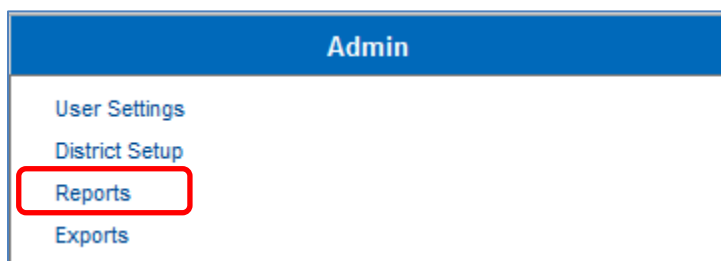 Admin
User Settings
District Setup
Reports
Exports